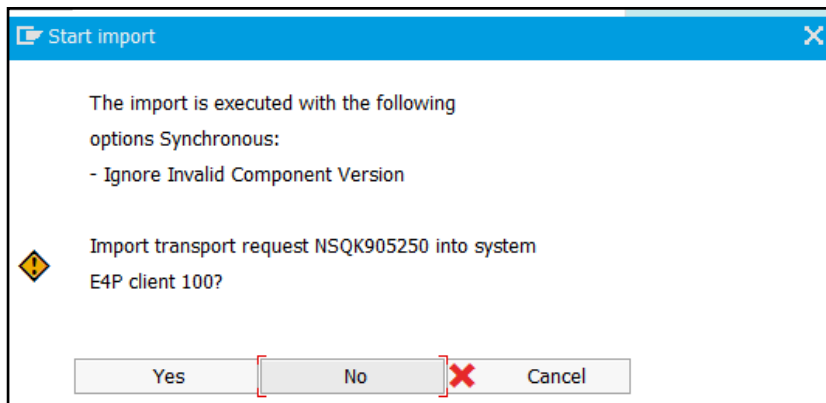 Start import
The import is executed with the following
options Synchronous:
- Ignore Invalid Component Version
Import transport request NSQK905250 into system
E4P client 100?
Yes No Cancel